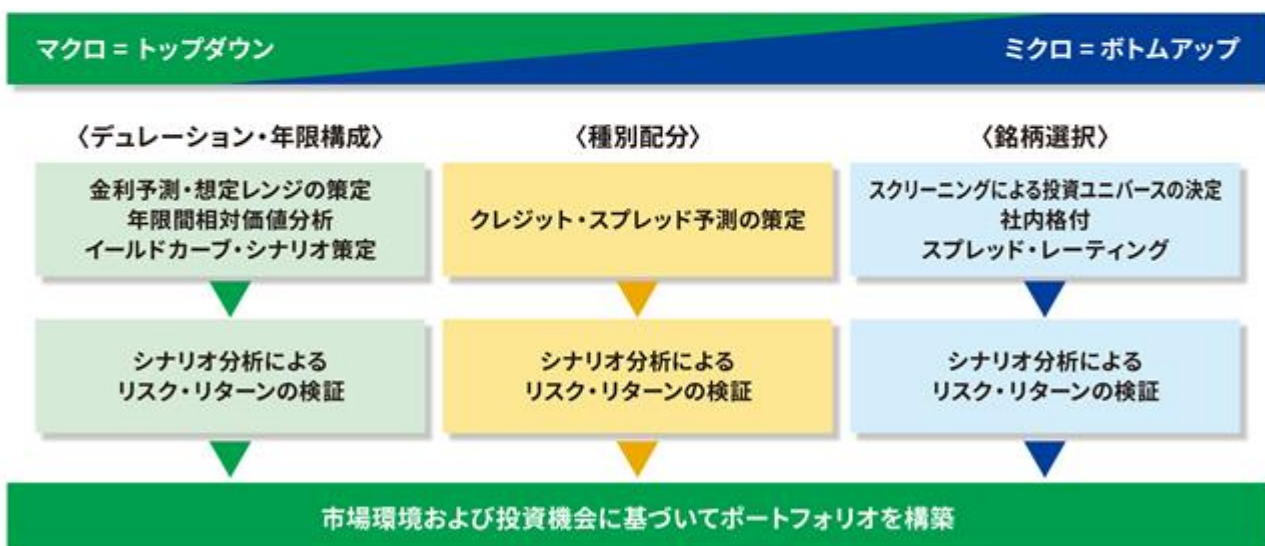 マクロ = トップダウン
ミクロ = ボトムアップ
〈デュレーション・年限構成〉
金利予測・想定レンジの策定
年限間相対価値分析
イールドカーブ・シナリオ策定
シナリオ分析による
リスク・リターンの検証
〈種別配分〉
クレジット・スプレッド予測の策定
シナリオ分析による
リスク・リターンの検証
〈銘柄選択〉
スクリーニングによる投資ユニバースの決定
社内格付
スプレッド・レーティング
シナリオ分析による
リスク・リターンの検証
市場環境および投資機会に基づいてポートフォリオを構築